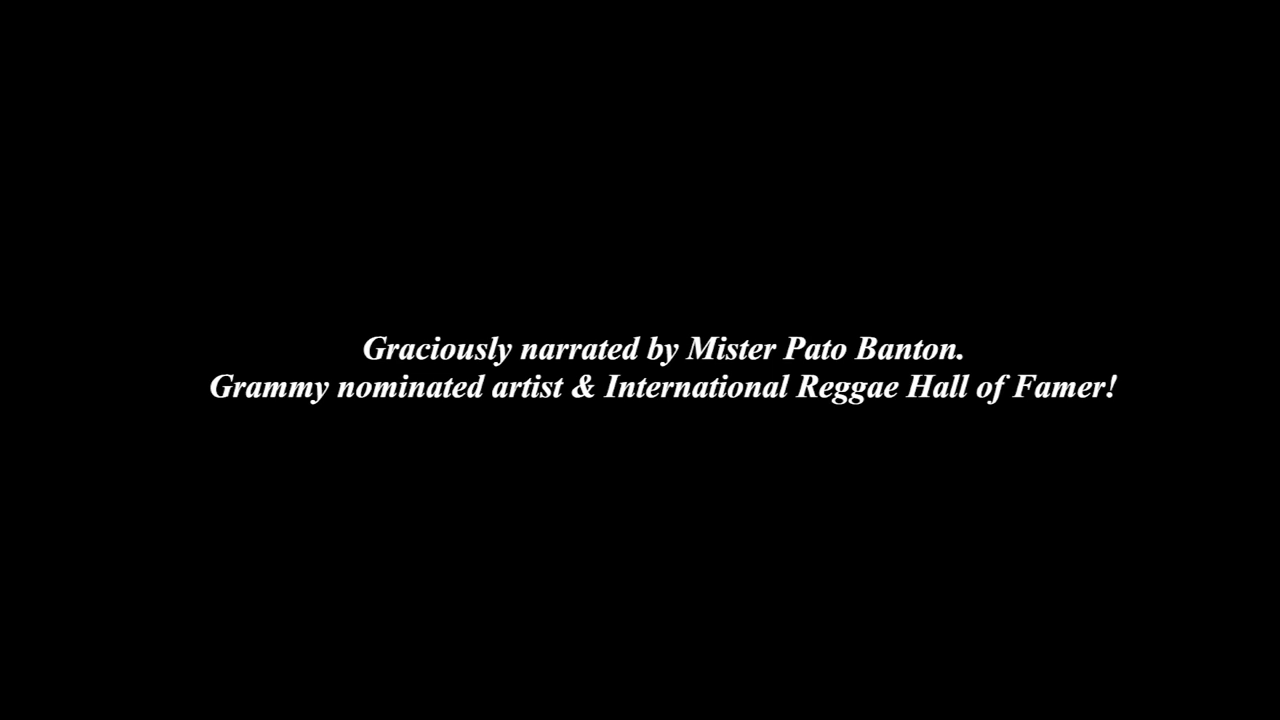 Graciously narrated by Mister Pato Banton.
Grammy nominated artist & International Reggae Hall of Famer!